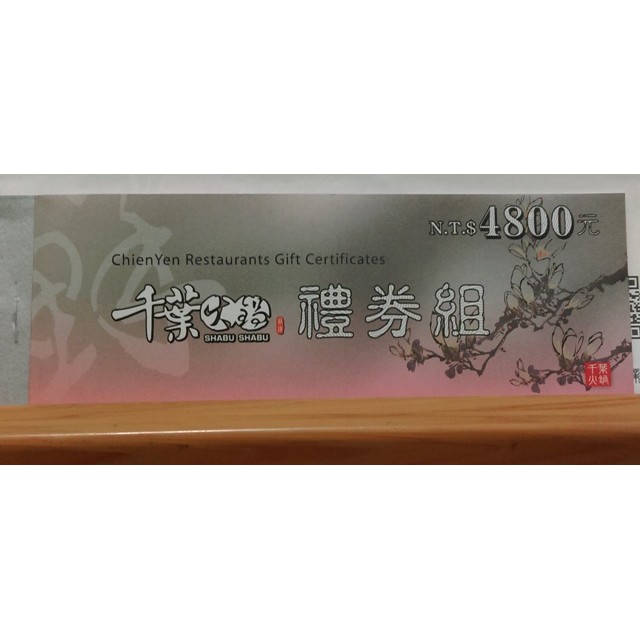 N.T.$4800元
ChienYen Restaurants Gift Certificates
千葉火鍋 禮券組
SHABU SHABU
千葉
火鍋